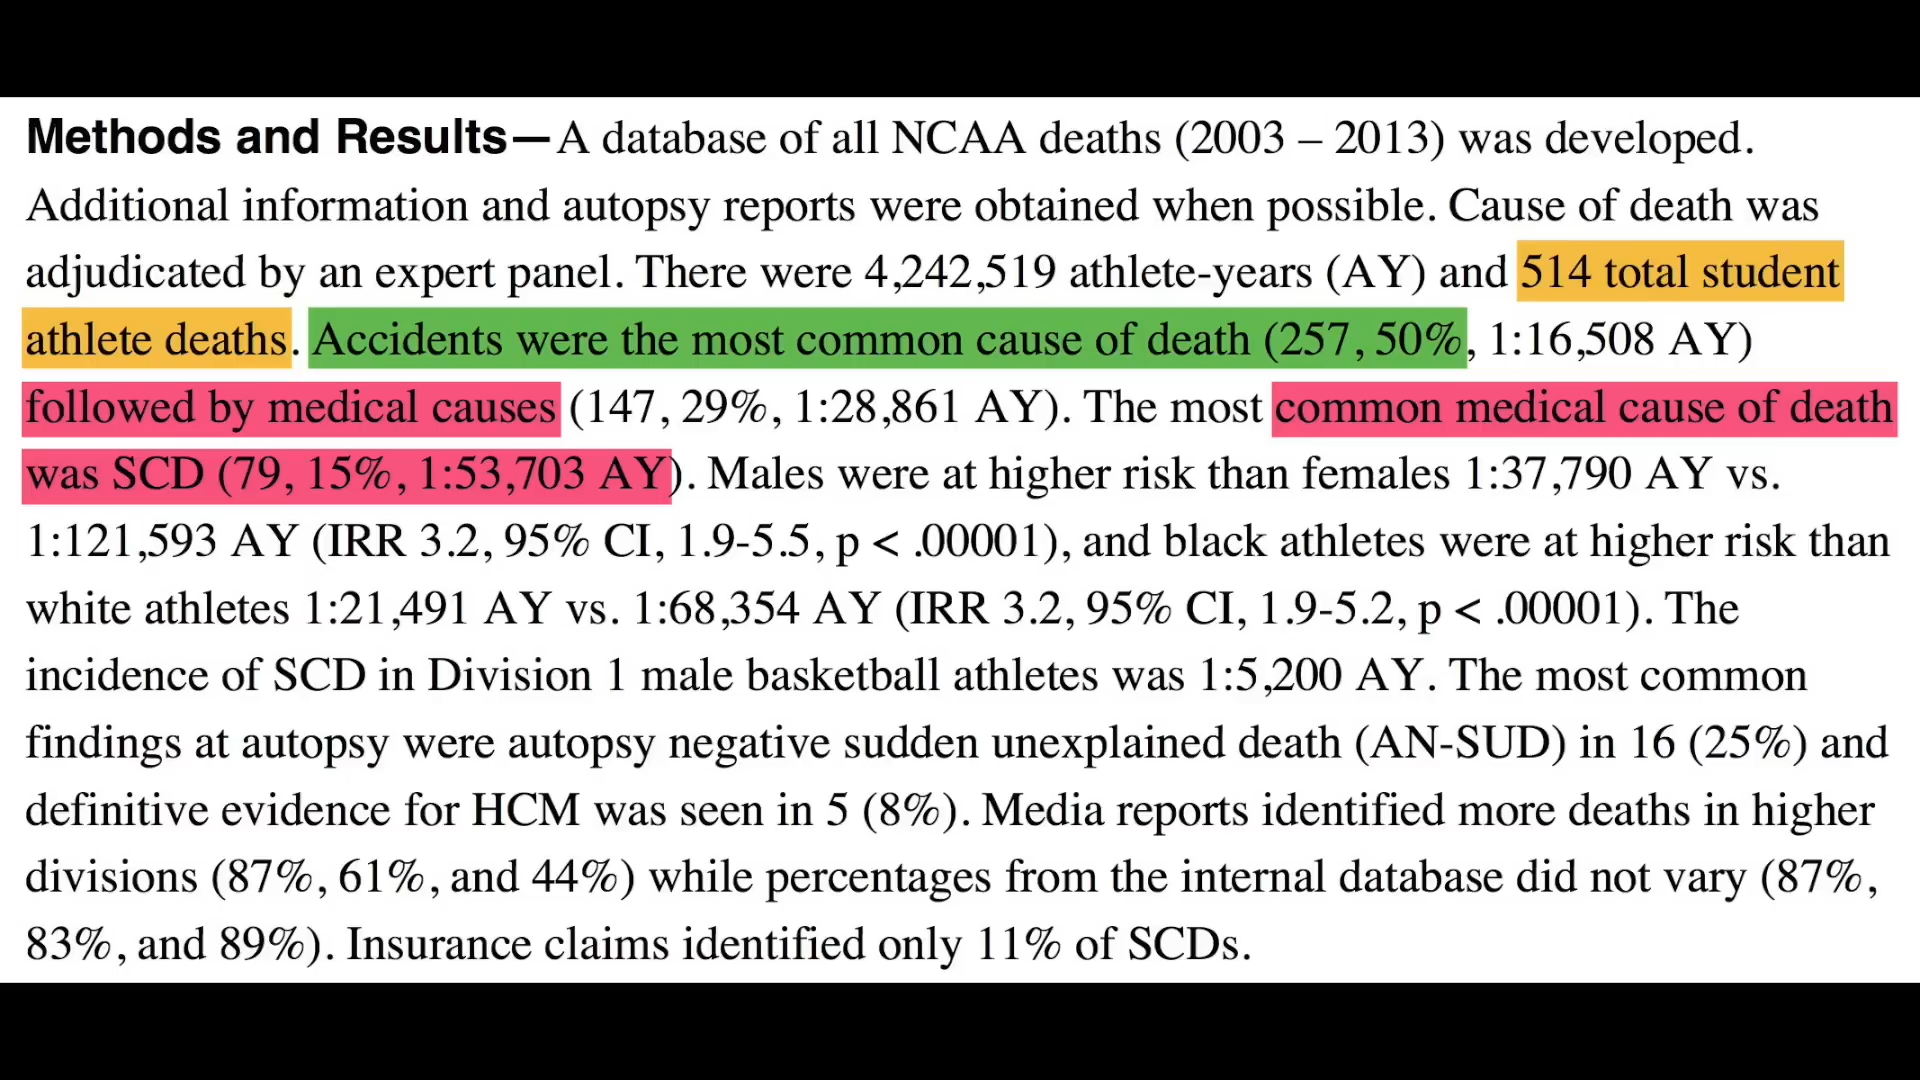 Methods and Results—A database of all NCAA deaths (2003 – 2013) was developed.
Additional information and autopsy reports were obtained when possible. Cause of death was
adjudicated by an expert panel. There were 4,242,519 athlete-years (AY) and 514 total student
athlete deaths. Accidents were the most common cause of death (257, 50%, 1:16,508 AY)
followed by medical causes (147, 29%, 1:28,861 AY). The most common medical cause of death
was SCD (79, 15%, 1:53,703 AY). Males were at higher risk than females 1:37,790 AY vs.
1:121,593 AY (IRR 3.2, 95% CI, 1.9-5.5, p < .00001), and black athletes were at higher risk than
white athletes 1:21,491 AY vs. 1:68,354 AY (IRR 3.2, 95% CI, 1.9-5.2, p < .00001). The
incidence of SCD in Division 1 male basketball athletes was 1:5,200 AY. The most common
findings at autopsy were autopsy negative sudden unexplained death (AN-SUD) in 16 (25%) and
definitive evidence for HCM was seen in 5 (8%). Media reports identified more deaths in higher
divisions (87%, 61%, and 44%) while percentages from the internal database did not vary (87%,
83%, and 89%). Insurance claims identified only 11% of SCDs.